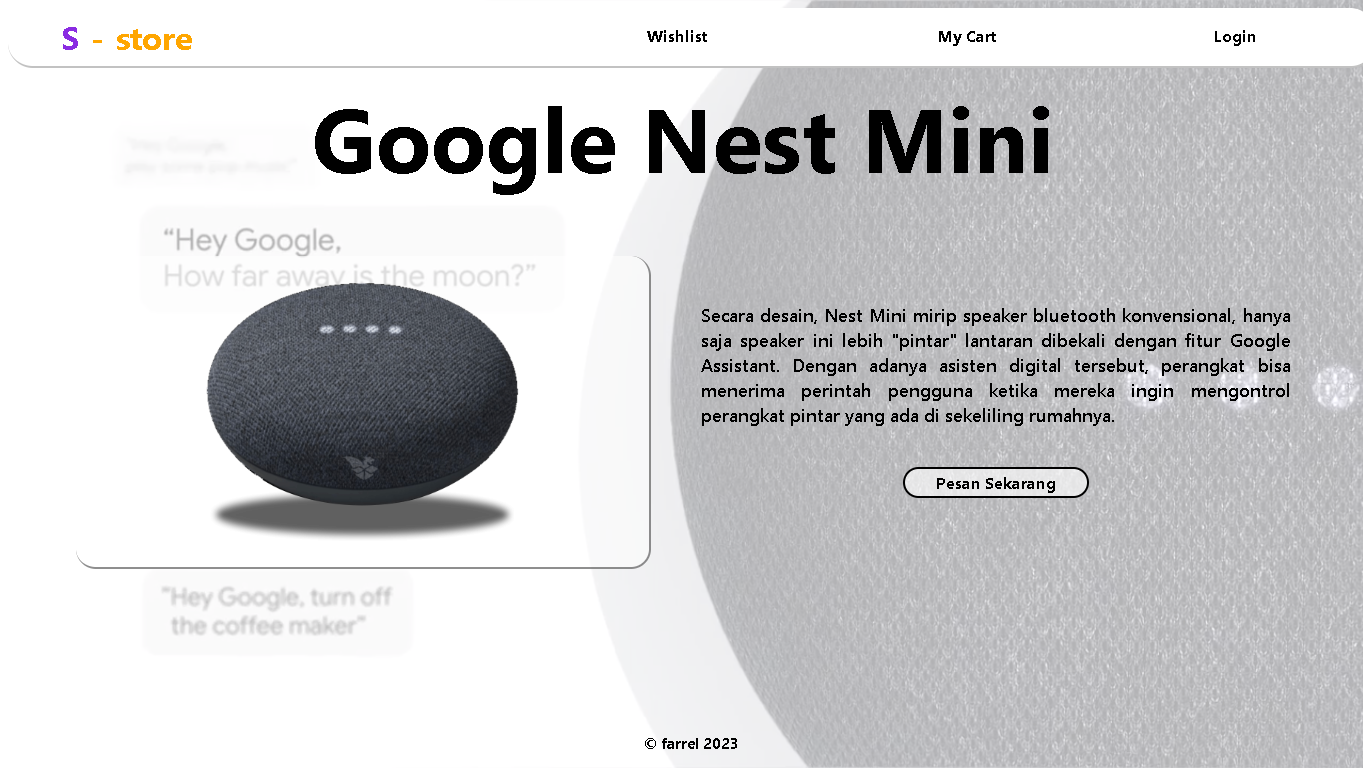 S - store
Wishlist
My Cart
Login
Google Nest Mini
"Hey Google,
play some pop music"
“Hey Google,
How far away is the moon?”
Secara desain, Nest Mini mirip speaker bluetooth konvensional, hanya
saja speaker ini lebih "pintar" lantaran dibekali dengan fitur Google
Assistant. Dengan adanya asisten digital tersebut, perangkat bisa
menerima perintah pengguna ketika mereka ingin mengontrol
perangkat pintar yang ada di sekeliling rumahnya.
Pesan Sekarang
"Hey Google, turn off
the coffee maker”
© farrel 2023